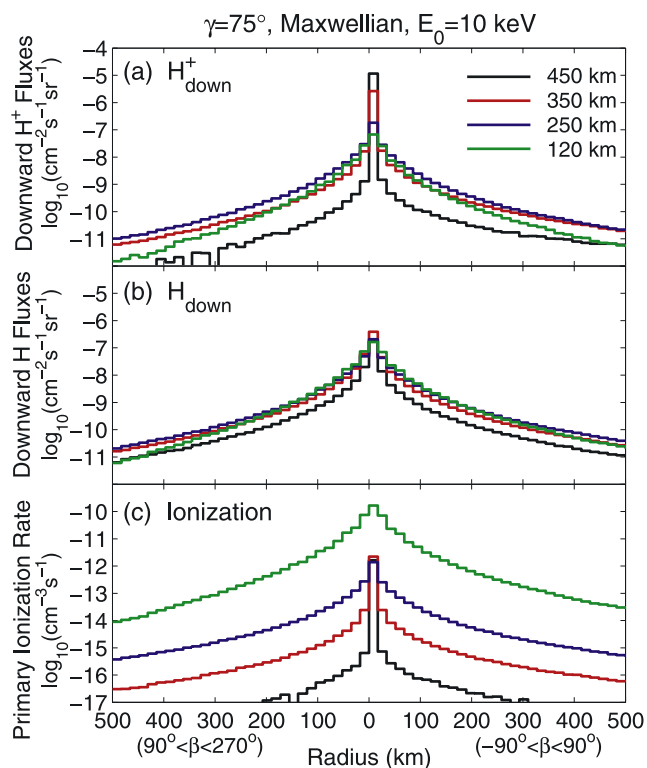 γ=75°, Maxwellian, E₀=10 keV
Downward H⁺ Fluxes
log₁₀(cm⁻²s⁻¹sr⁻¹)
-4
-5
-6
-7
-8
-9
-10
-11
(a) H⁺down
450 km
350 km
250 km
120 km
Downward H Fluxes
log₁₀(cm⁻²s⁻¹sr⁻¹)
-5
-6
-7
-8
-9
-10
-11
(b) Hdown
Primary Ionization Rate
log₁₀(cm⁻³s⁻¹)
-10
-11
-12
-13
-14
-15
-16
-17
(c) Ionization
500 400 300 200 100 0 100 200 300 400 500
(90°<β<270°) Radius (km) (−90°<β<90°)